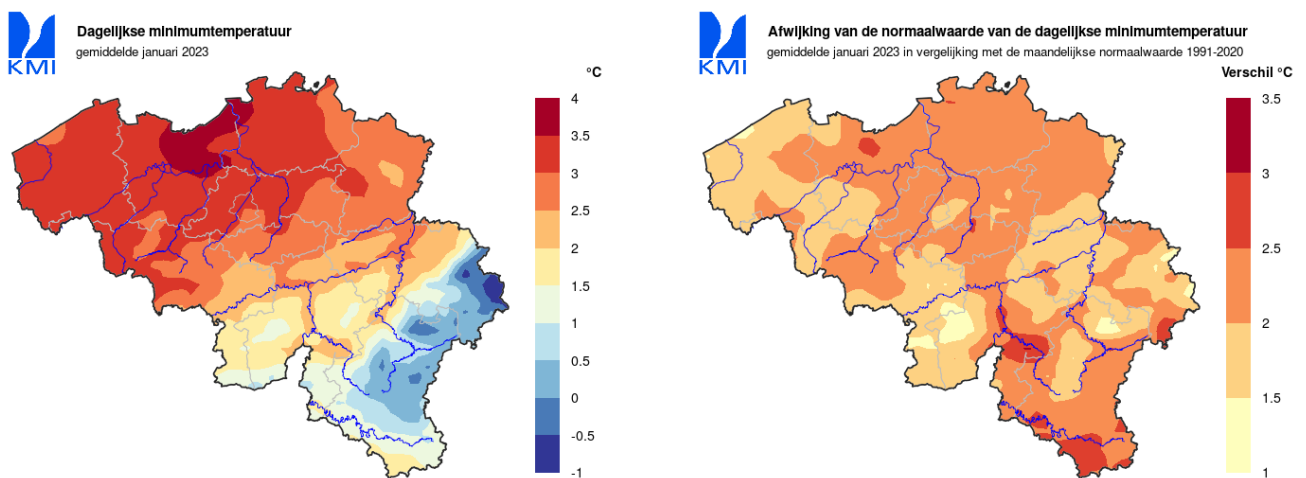 KMI
Dagelijkse minimumtemperatuur
gemiddelde januari 2023
°C
4
3.5
3
2.5
2
1.5
1
0.5
0
-0.5
-1
KMI
Afwijking van de normaalwaarde van de dagelijkse minimumtemperatuur
gemiddelde januari 2023 in vergelijking met de maandelijkse normaalwaarde 1991-2020
Verschil °C
3.5
3
2.5
2
1.5
1